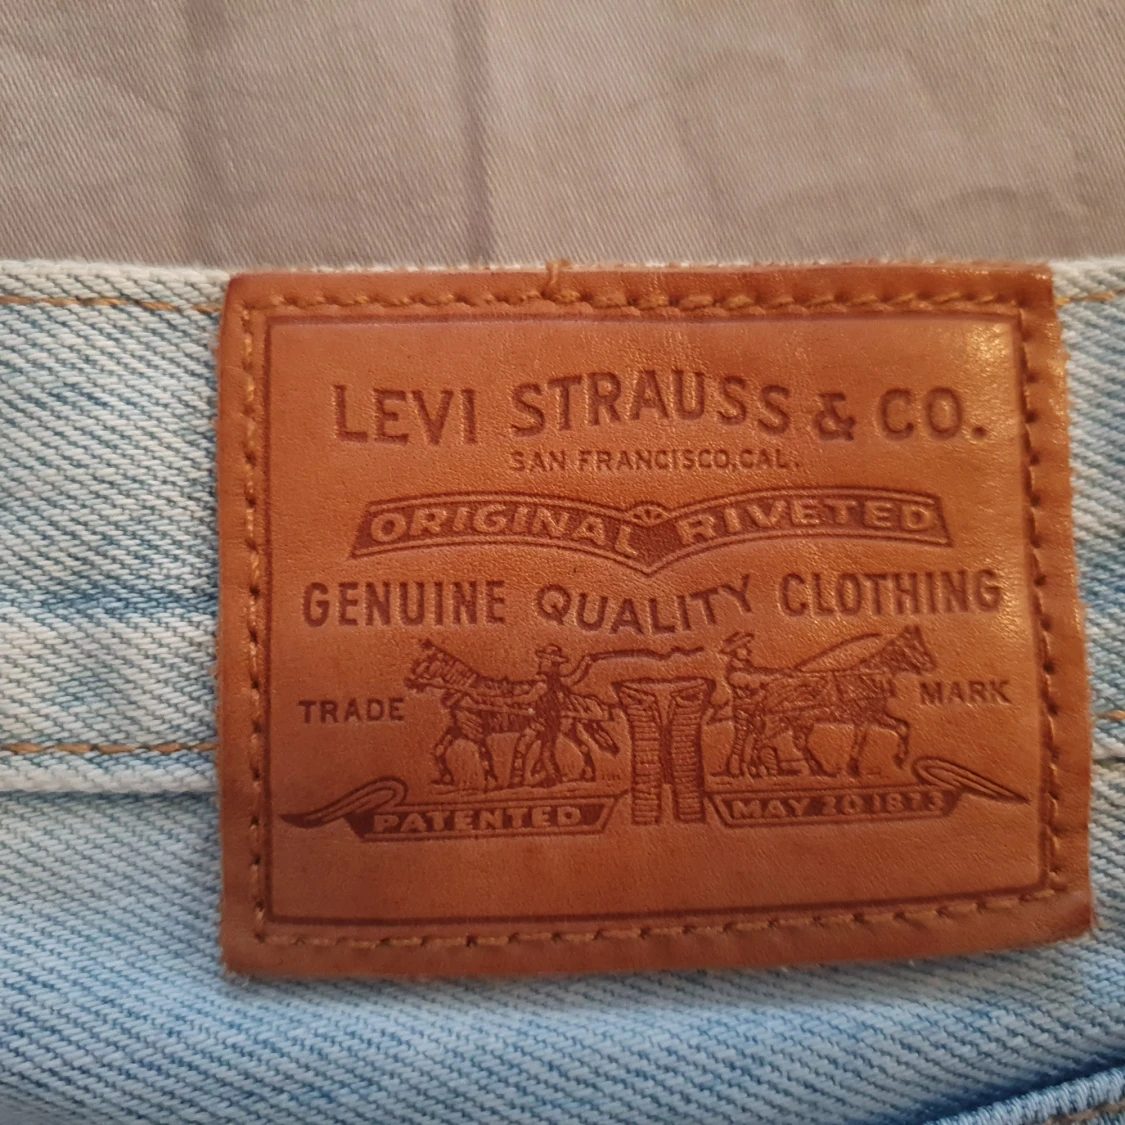 LEVI STRAUSS & CO.
SAN FRANCISCO, CAL.
ORIGINAL RIVETED
GENUINE QUALITY CLOTHING
TRADE MARK
PATENTED MAY 20 1873